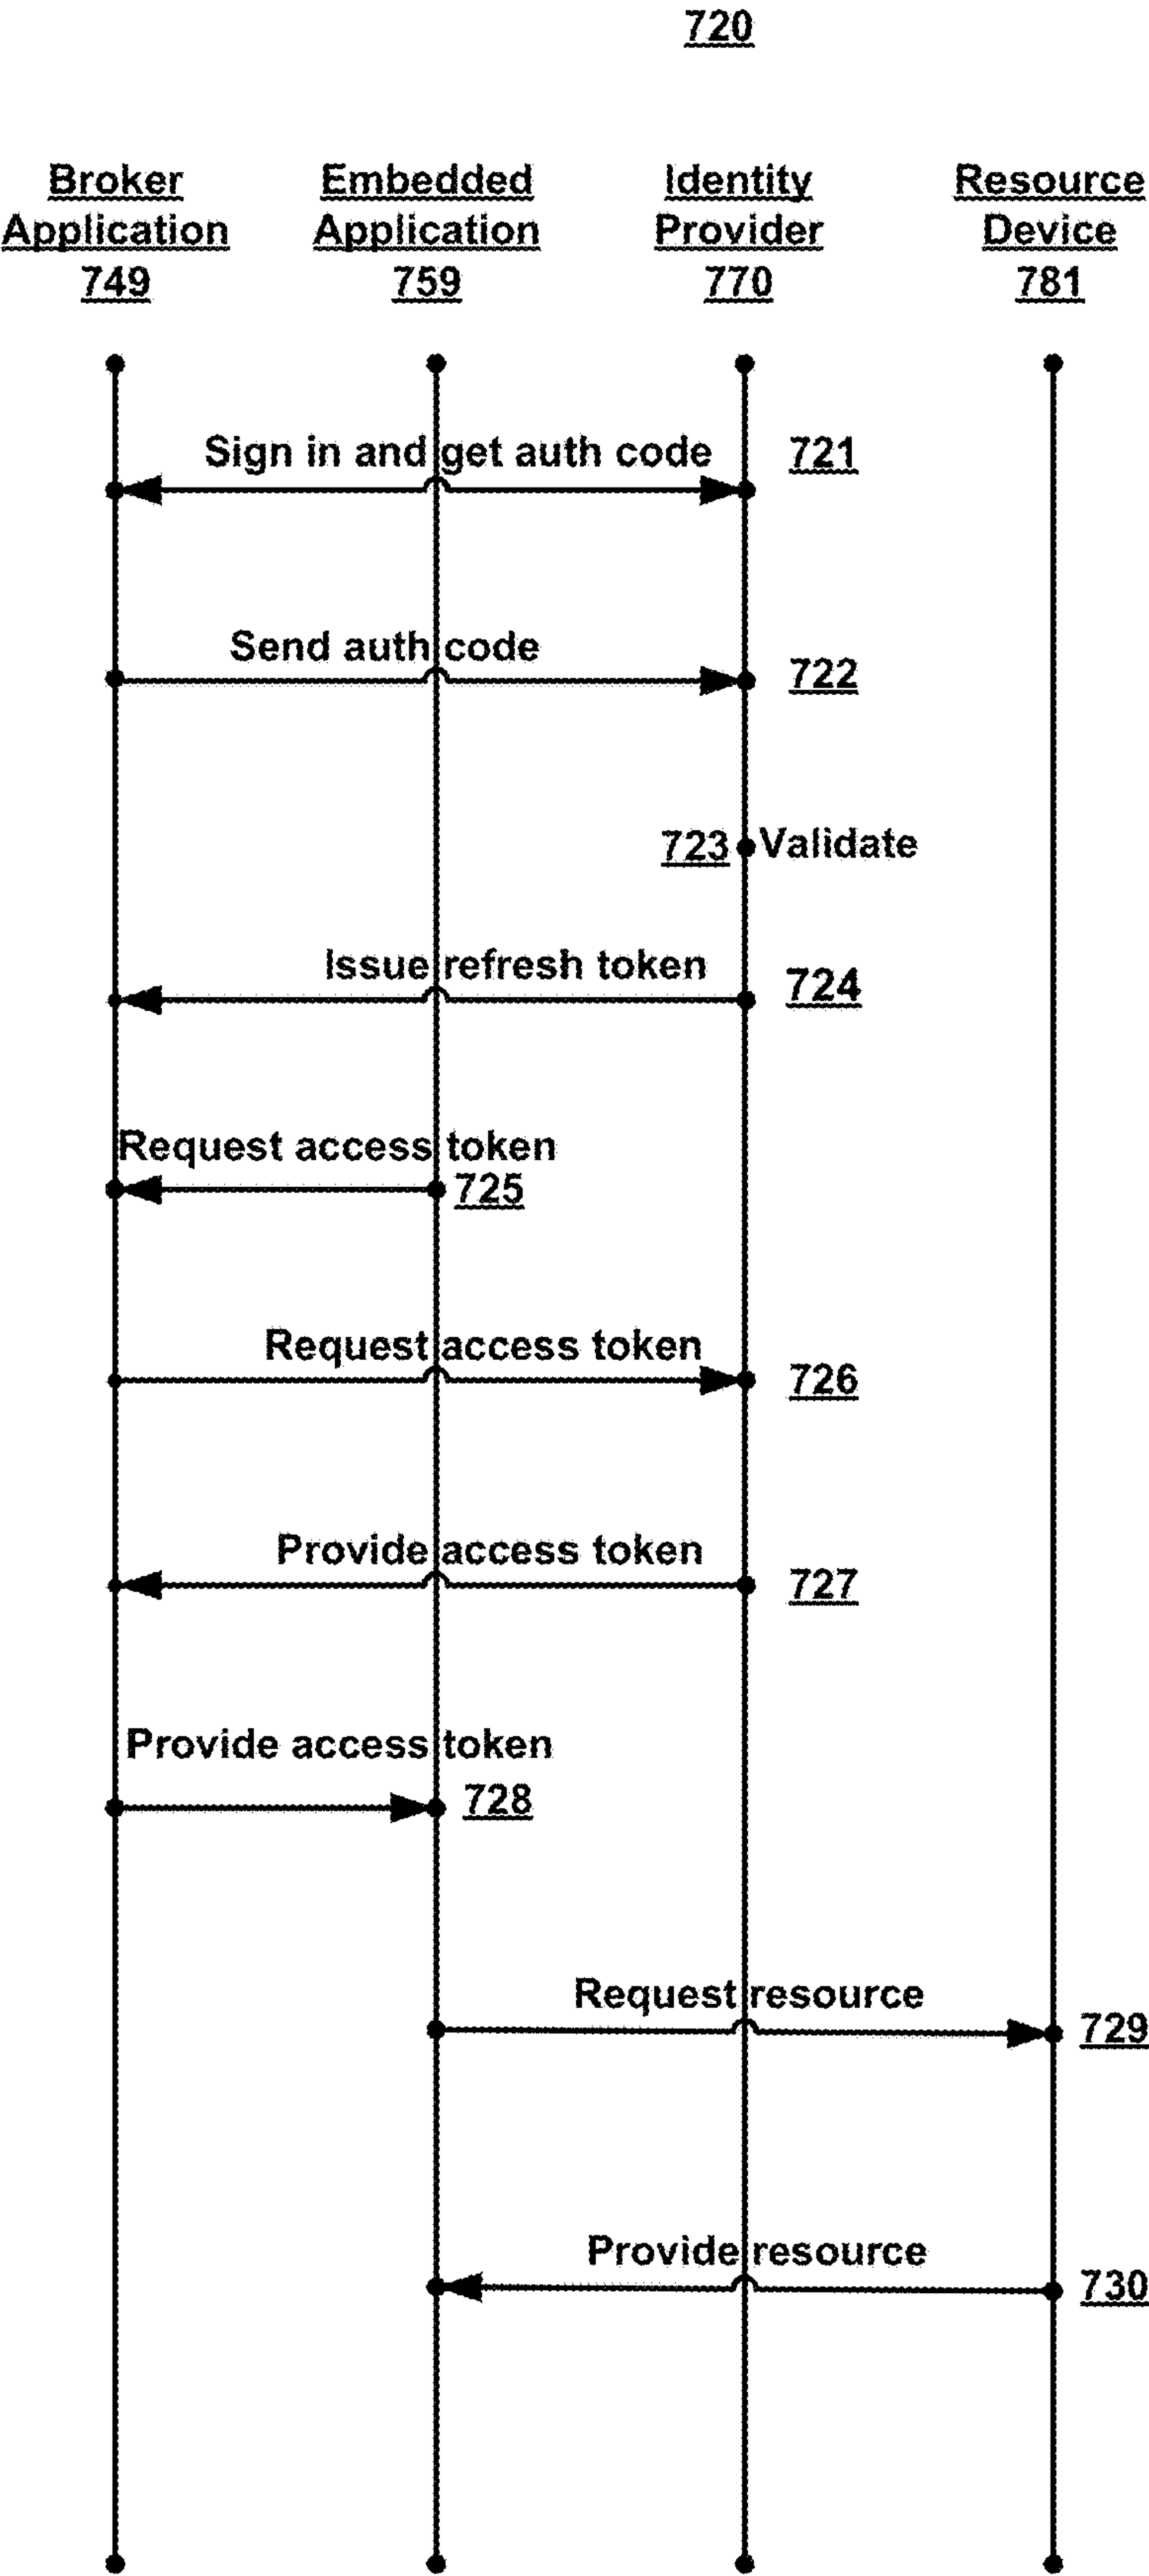 720
Broker Application 749
Embedded Application 759
Identity Provider 770
Resource Device 781
Sign in and get auth code 721
Send auth code 722
723 Validate
Issue refresh token 724
Request access token 725
Request access token 726
Provide access token 727
Provide access token 728
Request resource 729
Provide resource 730